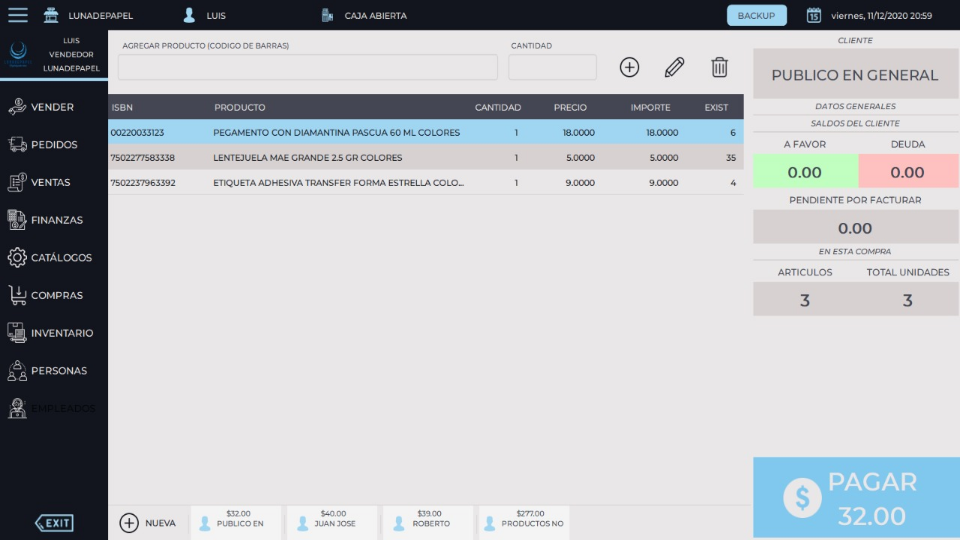 LUNADEPAPEL
LUIS
CAJA ABIERTA
BACKUP
15
viernes, 11/12/2020 20:59
LUIS
VENDEDOR
LUNADEPAPEL
VENDER
PEDIDOS
VENTAS
FINANZAS
CATÁLOGOS
COMPRAS
INVENTARIO
PERSONAS
EMPLEADOS
EXIT
AGREGAR PRODUCTO (CODIGO DE BARRAS)
CANTIDAD
ISBN PRODUCTO CANTIDAD PRECIO IMPORTE EXIST
00220033123 PEGAMENTO CON DIAMANTINA PASCUA 60 ML COLORES 1 18.0000 18.0000 6
7502277583338 LENTEJUELA MAE GRANDE 2.5 GR COLORES 1 5.0000 5.0000 35
7502237963392 ETIQUETA ADHESIVA TRANSFER FORMA ESTRELLA COLO... 1 9.0000 9.0000 4
NUEVA
$32.00
PUBLICO EN
$40.00
JUAN JOSE
$39.00
ROBERTO
$277.00
PRODUCTOS NO
CLIENTE
PUBLICO EN GENERAL
DATOS GENERALES
SALDOS DEL CLIENTE
A FAVOR DEUDA
0.00 0.00
PENDIENTE POR FACTURAR
0.00
EN ESTA COMPRA
ARTICULOS TOTAL UNIDADES
3 3
$ PAGAR
32.00